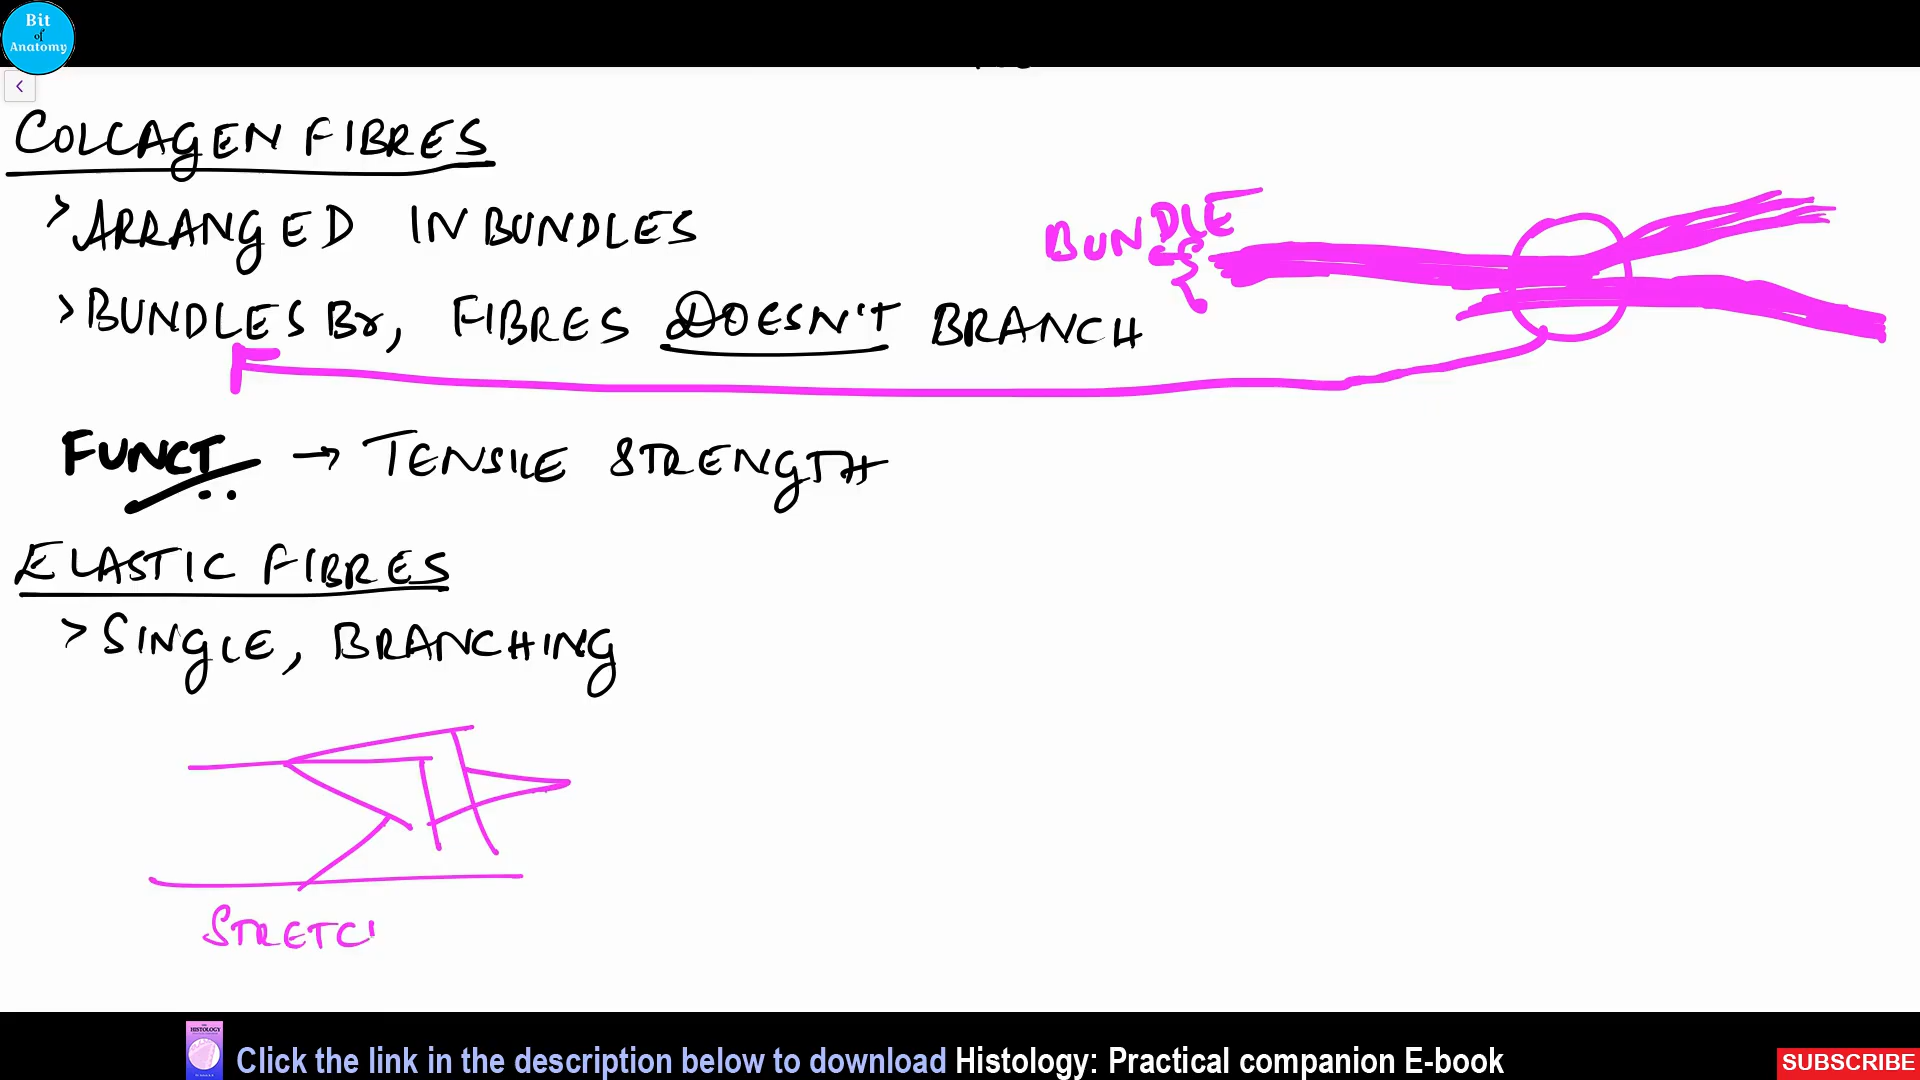 Bit
of
Anatomy
COLLAGEN FIBRES
> ARRANGED IN BUNDLES
BUNDLE
> BUNDLES Br, FIBRES DOESN'T BRANCH
FUNCT → TENSILE STRENGTH
ELASTIC FIBRES
> SINGLE, BRANCHING
STRETC
HISTOLOGY
Click the link in the description below to download Histology: Practical companion E-book
SUBSCRIBE